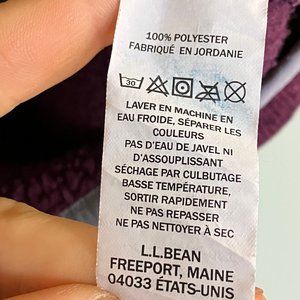 100% POLYESTER
FABRIQUÉ EN JORDANIE
30
LAVER EN MACHINE EN
EAU FROIDE, SÉPARER LES
COULEURS
PAS D'EAU DE JAVEL NI
D'ASSOUPLISSANT
SÉCHAGE PAR CULBUTAGE
BASSE TEMPÉRATURE,
SORTIR RAPIDEMENT
NE PAS REPASSER
NE PAS NETTOYER À SEC
L.L.BEAN
FREEPORT, MAINE
04033 ÉTATS-UNIS